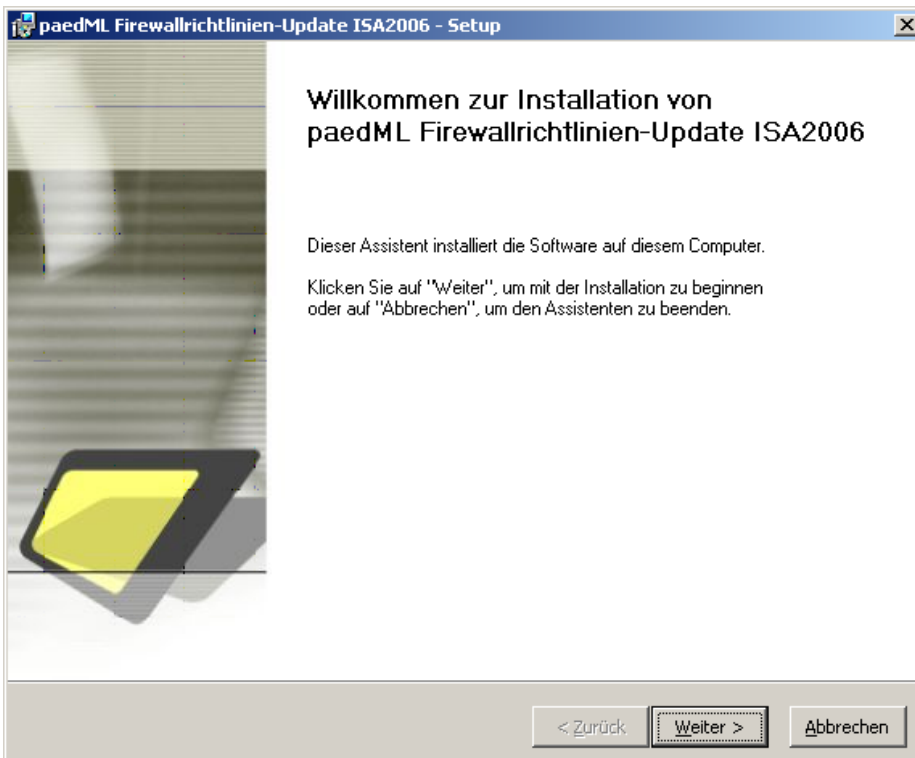 paedML Firewallrichtlinien-Update ISA2006 - Setup
Willkommen zur Installation von
paedML Firewallrichtlinien-Update ISA2006
Dieser Assistent installiert die Software auf diesem Computer.
Klicken Sie auf "Weiter", um mit der Installation zu beginnen
oder auf "Abbrechen", um den Assistenten zu beenden.
< Zurück
Weiter >
Abbrechen